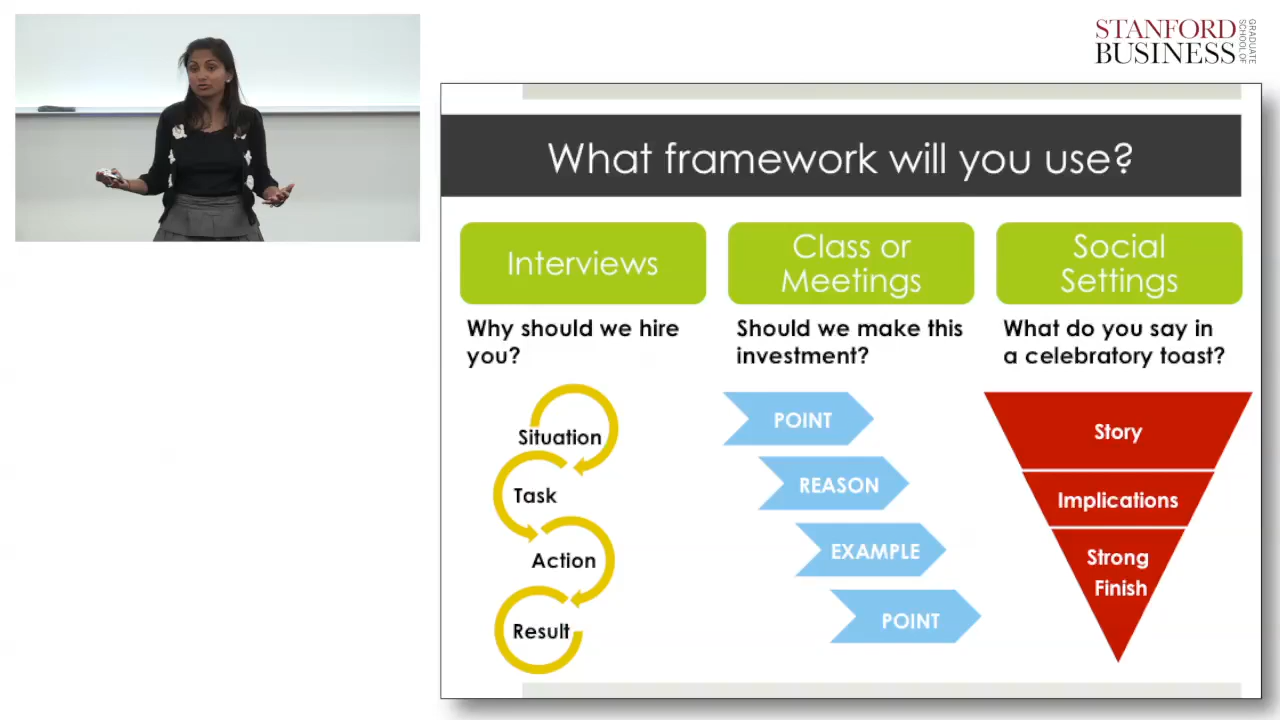 STANFORD
BUSINESS
GRADUATE
SCHOOL OF
What framework will you use?
Interviews
Why should we hire
you?
Situation
Task
Action
Result
Class or
Meetings
Should we make this
investment?
POINT
REASON
EXAMPLE
POINT
Social
Settings
What do you say in
a celebratory toast?
Story
Implications
Strong
Finish